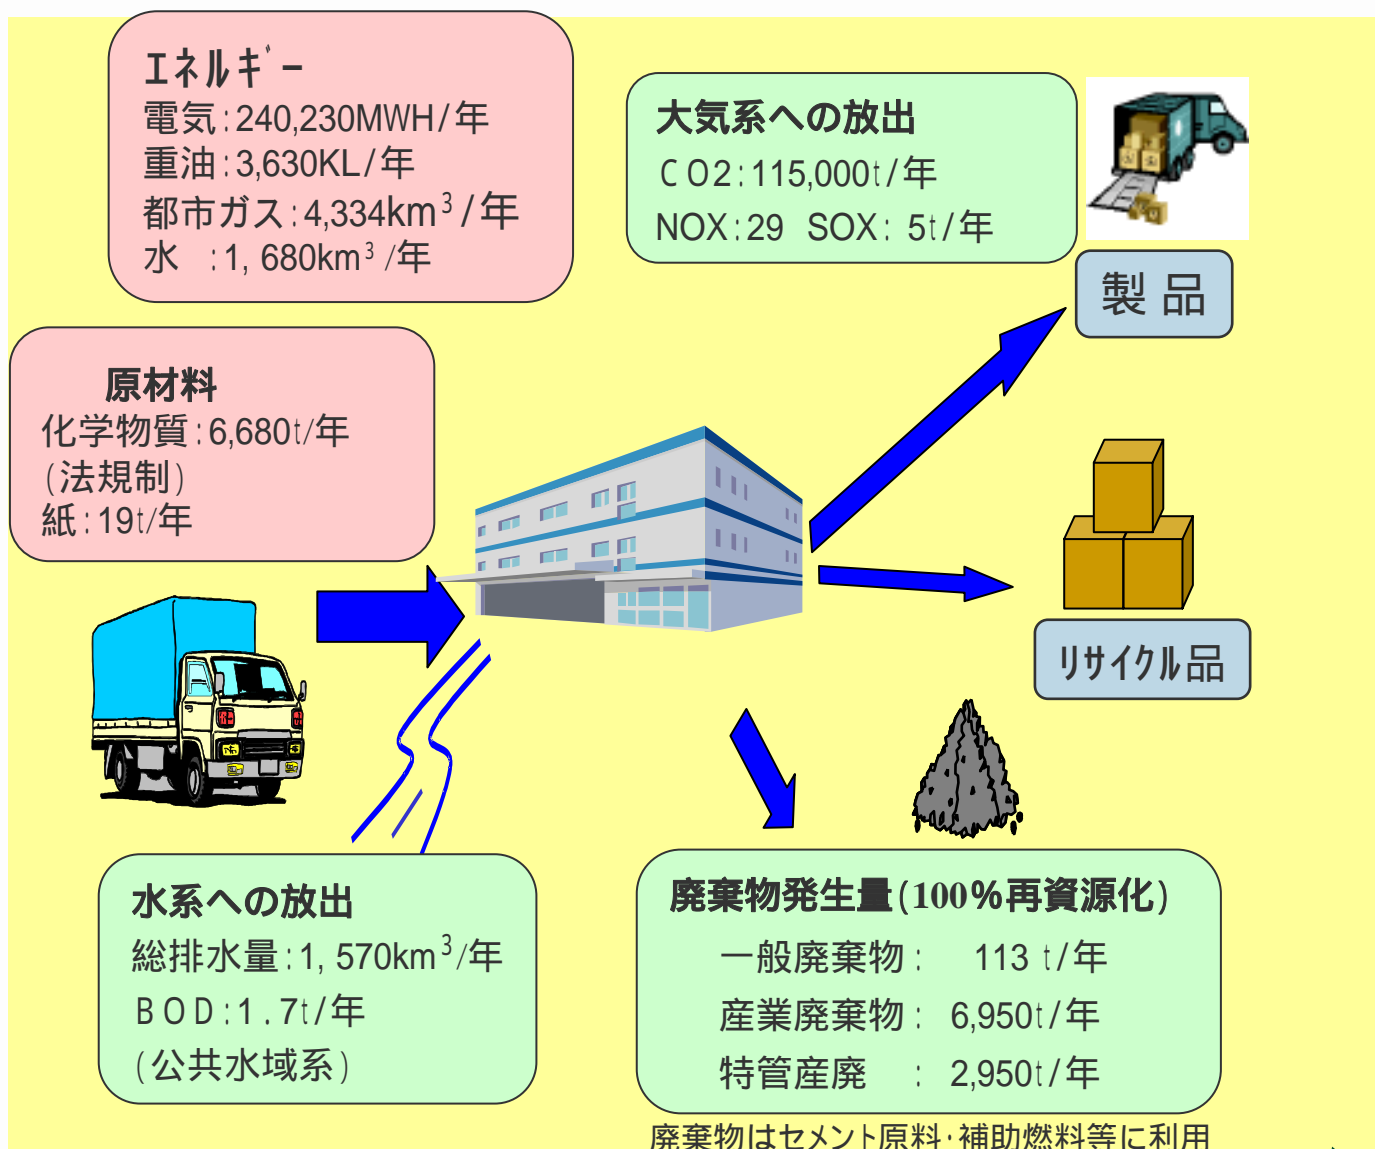 エネルギー
電気:240,230MWH/年
重油:3,630KL/年
都市ガス:4,334km³/年
水 :1, 680km³/年
大気系への放出
CO2:115,000t/年
NOX:29 SOX: 5t/年
製 品
原材料
化学物質:6,680t/年
(法規制)
紙:19t/年
リサイクル品
水系への放出
総排水量:1, 570km³/年
BOD:1.7t/年
(公共水域系)
廃棄物発生量(100%再資源化)
一般廃棄物: 113 t/年
産業廃棄物: 6,950t/年
特管産廃 : 2,950t/年
廃棄物はセメント原料・補助燃料等に利用